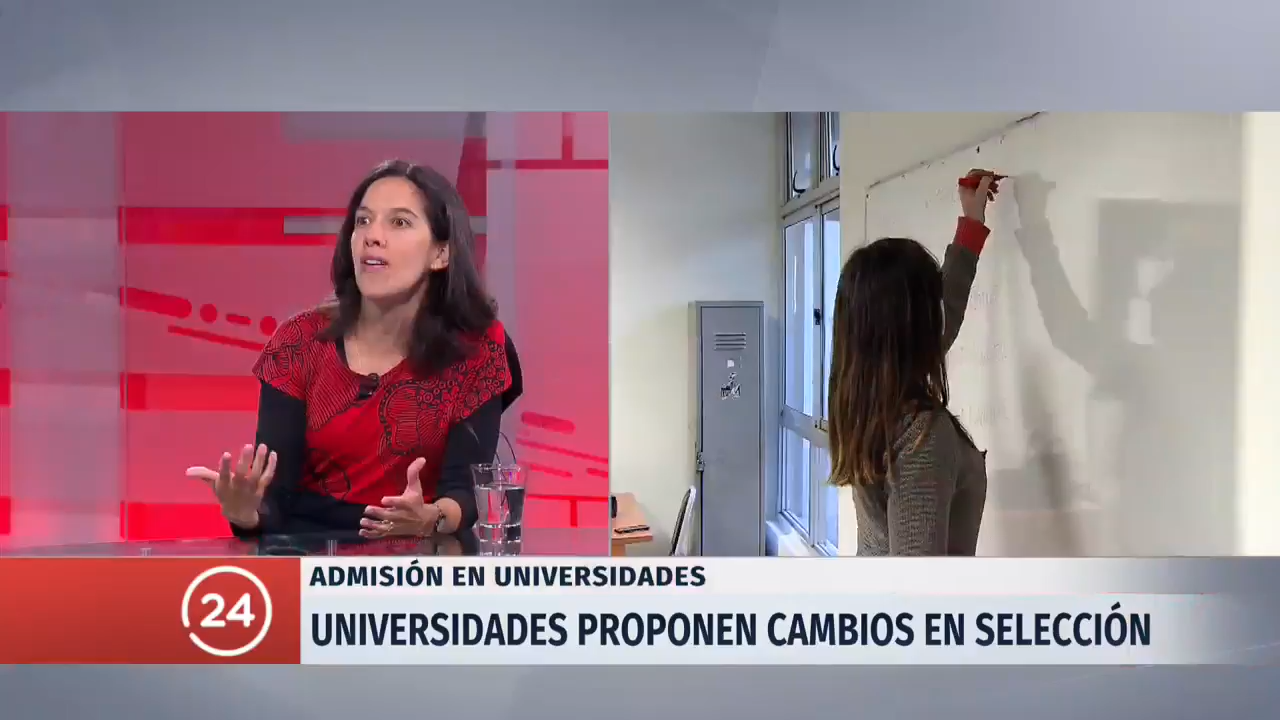 24
ADMISIÓN EN UNIVERSIDADES
UNIVERSIDADES PROPONEN CAMBIOS EN SELECCIÓN